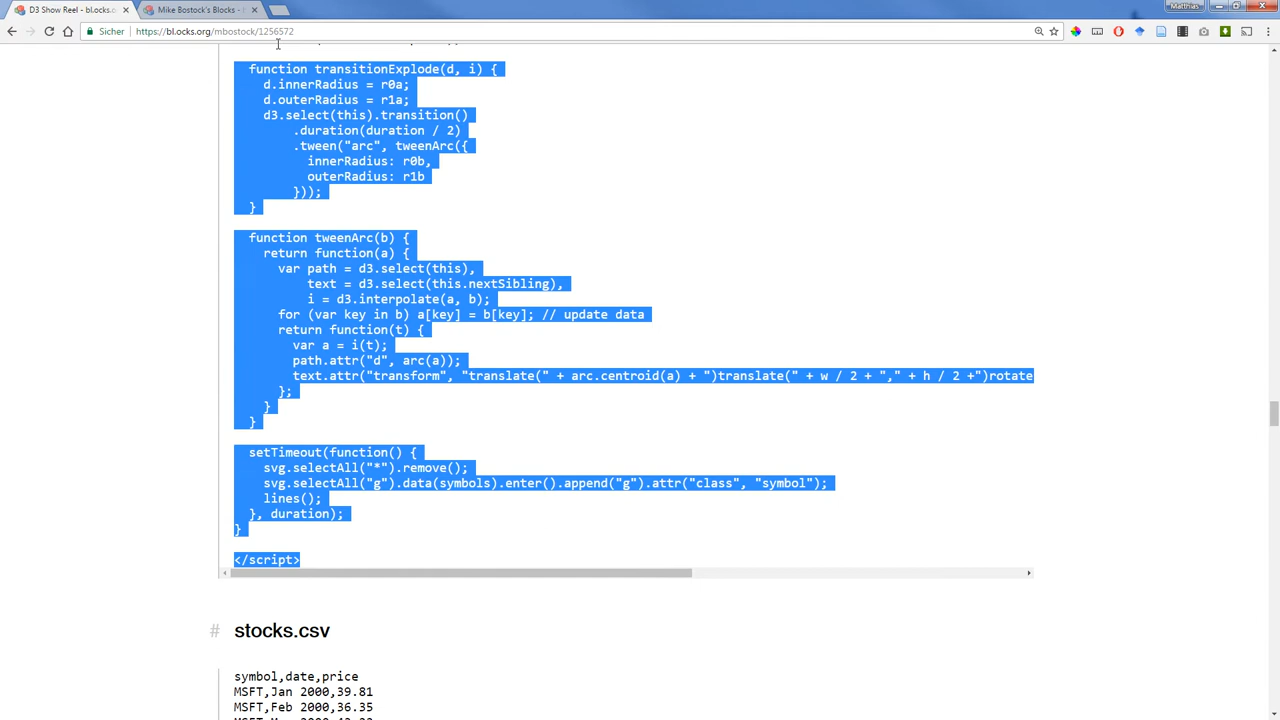 D3 Show Reel - bl.ocks.o
Mike Bostock's Blocks -
Matthias
Sicher
https://bl.ocks.org/mbostock/1256572
function transitionExplode(d, i) {
d.innerRadius = r0a;
d.outerRadius = r1a;
d3.select(this).transition()
.duration(duration / 2)
.tween("arc", tweenArc({
innerRadius: r0b,
outerRadius: r1b
}));
}
function tweenArc(b) {
return function(a) {
var path = d3.select(this),
text = d3.select(this.nextSibling),
i = d3.interpolate(a, b);
for (var key in b) a[key] = b[key]; // update data
return function(t) {
var a = i(t);
path.attr("d", arc(a));
text.attr("transform", "translate(" + arc.centroid(a) + ")translate(" + w / 2 + "," + h / 2 +")rotate
};
}
}
setTimeout(function() {
svg.selectAll("*").remove();
svg.selectAll("g").data(symbols).enter().append("g").attr("class", "symbol");
lines();
}, duration);
}
</script>
# stocks.csv
symbol,date,price
MSFT,Jan 2000,39.81
MSFT,Feb 2000,36.35